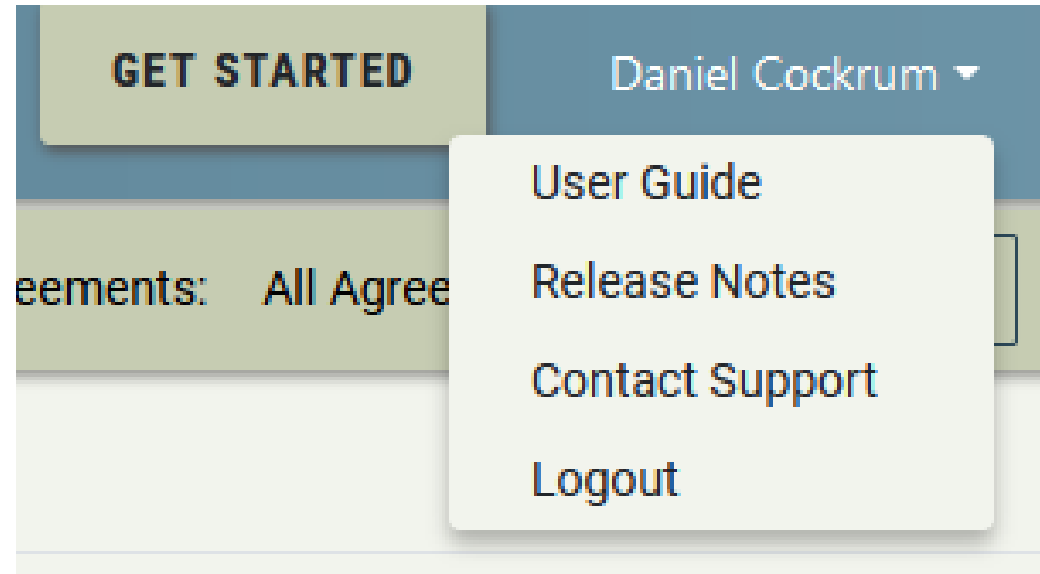 GET STARTED
Daniel Cockrum
User Guide
Release Notes
eements: All Agree
Contact Support
Logout